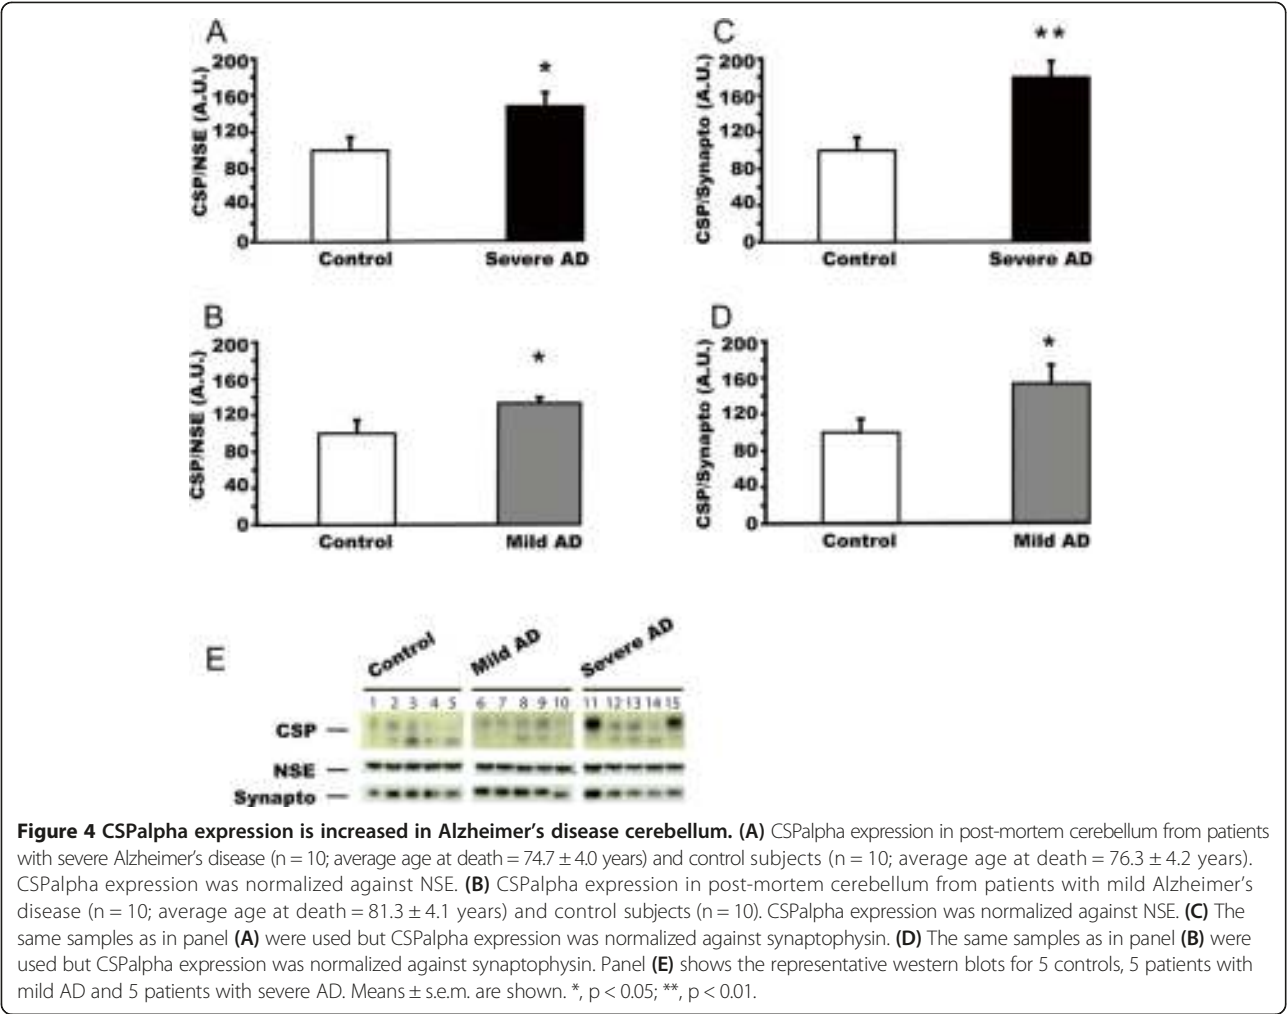 A
CSP/NSE (A.U.)
200
160
120
80
40
0
*
Control Severe AD
C
CSP/Synapto (A.U.)
200
160
120
80
40
0
**
Control Severe AD
B
CSP/NSE (A.U.)
200
160
120
80
40
0
*
Control Mild AD
D
CSP/Synapto (A.U.)
200
160
120
80
40
0
*
Control Mild AD
E
Control Mild AD Severe AD
1 2 3 4 5 6 7 8 9 10 11 12 13 14 15
CSP
NSE
Synapto
Figure 4 CSPalpha expression is increased in Alzheimer's disease cerebellum. (A) CSPalpha expression in post-mortem cerebellum from patients
with severe Alzheimer's disease (n = 10; average age at death = 74.7 ± 4.0 years) and control subjects (n = 10; average age at death = 76.3 ± 4.2 years).
CSPalpha expression was normalized against NSE. (B) CSPalpha expression in post-mortem cerebellum from patients with mild Alzheimer's
disease (n = 10; average age at death = 81.3 ± 4.1 years) and control subjects (n = 10). CSPalpha expression was normalized against NSE. (C) The
same samples as in panel (A) were used but CSPalpha expression was normalized against synaptophysin. (D) The same samples as in panel (B) were
used but CSPalpha expression was normalized against synaptophysin. Panel (E) shows the representative western blots for 5 controls, 5 patients with
mild AD and 5 patients with severe AD. Means ± s.e.m. are shown. *, p < 0.05; **, p < 0.01.